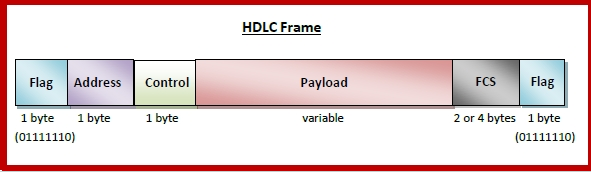 HDLC Frame
Flag Address Control Payload FCS Flag
1 byte 1 byte 1 byte variable 2 or 4 bytes 1 byte
(01111110) (01111110)